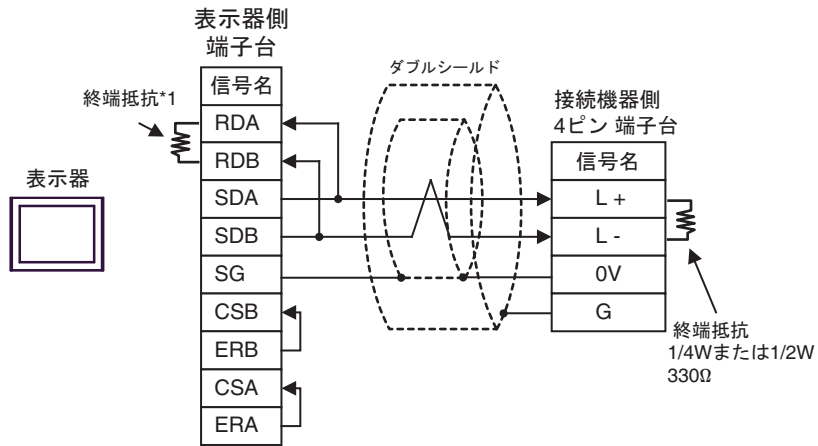 表示器側
端子台
信号名
RDA
RDB
SDA
SDB
SG
CSB
ERB
CSA
ERA
終端抵抗*1
表示器
ダブルシールド
接続機器側
4ピン 端子台
信号名
L +
L -
0V
G
終端抵抗
1/4Wまたは1/2W
330Ω